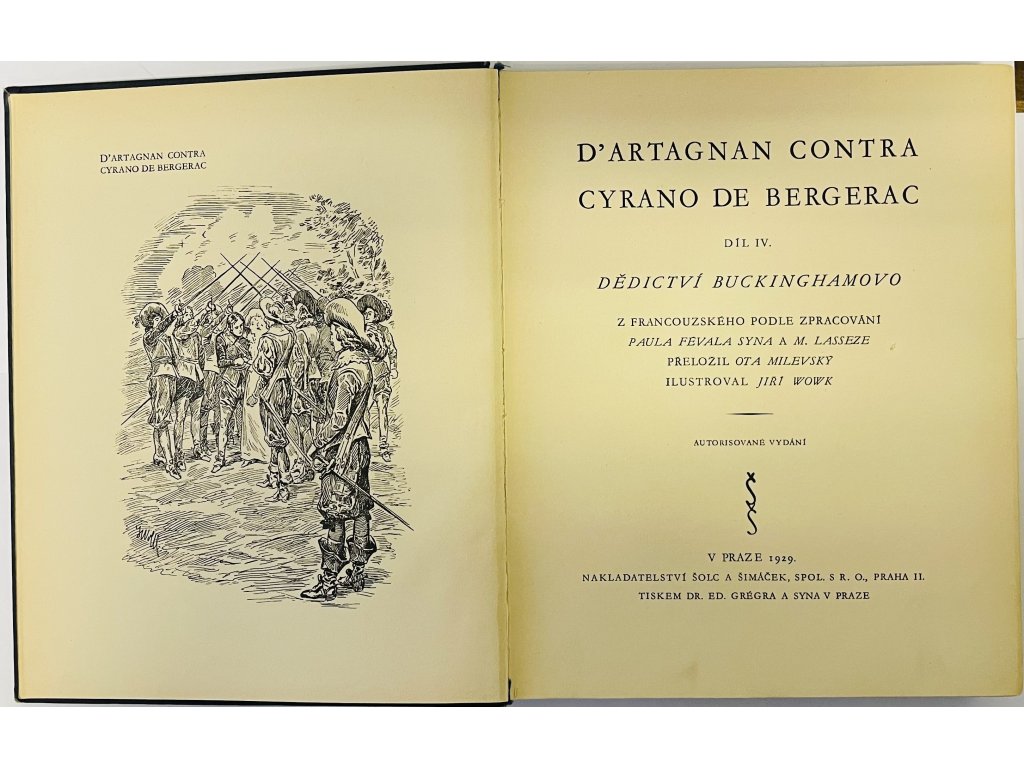 D'ARTAGNAN CONTRA
CYRANO DE BERGERAC
D'ARTAGNAN CONTRA
CYRANO DE BERGERAC
DÍL IV.
DĚDICTVÍ BUCKINGHAMOVO
Z FRANCOUZSKÉHO PODLE ZPRACOVÁNÍ
PAULA FÉVALA SYNA A M. LASSEZE
PŘELOŽIL OTA MILEVSKÝ
ILUSTROVAL JIŘÍ WOWK
AUTORISOVANÉ VYDÁNÍ
V PRAZE 1929.
NAKLADATELSTVÍ ŠOLC A ŠIMÁČEK, SPOL. S R. O., PRAHA II.
TISKEM DR. ED. GRÉGRA A SYNA V PRAZE